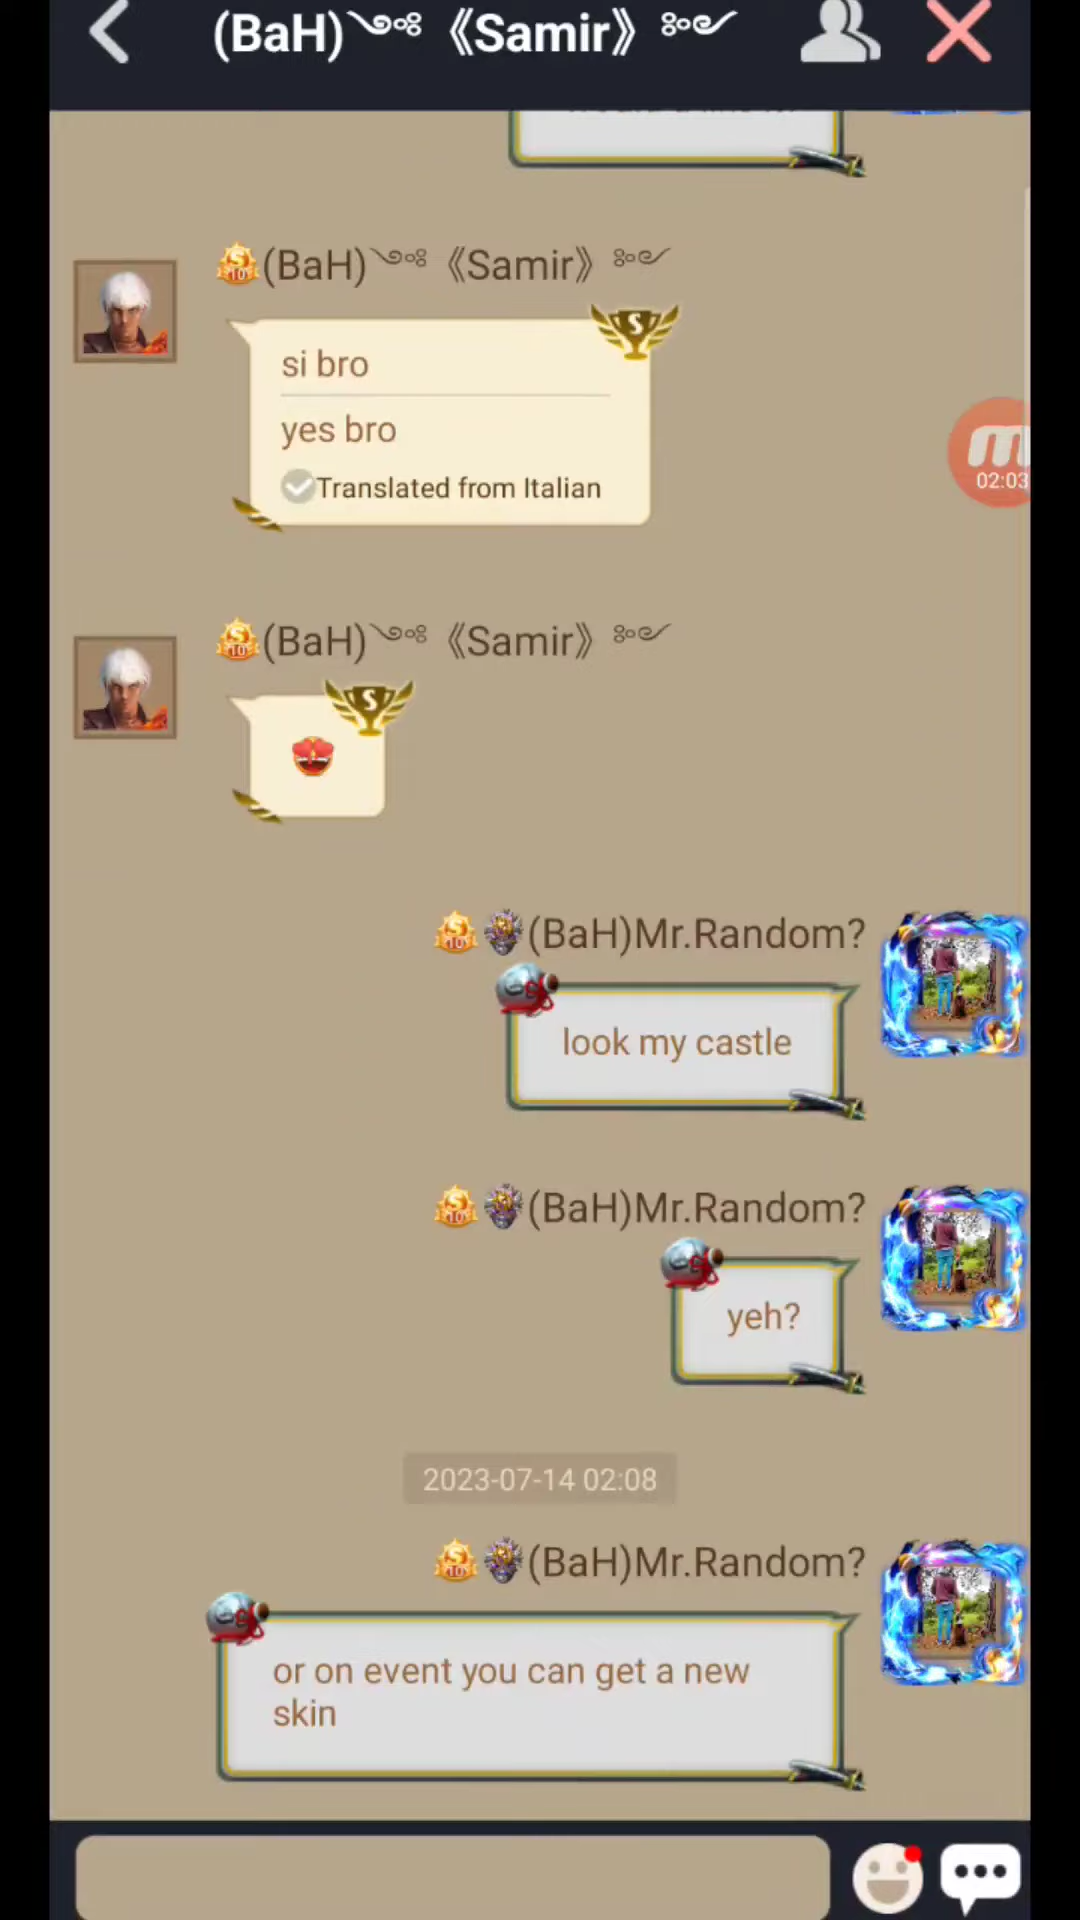 (BaH)༺ 《Samir》 ༻
(BaH)༺ 《Samir》 ༻
si bro
yes bro
Translated from Italian
02:03
(BaH)༺ 《Samir》 ༻
(BaH)Mr.Random?
look my castle
(BaH)Mr.Random?
yeh?
2023-07-14 02:08
(BaH)Mr.Random?
or on event you can get a new
skin